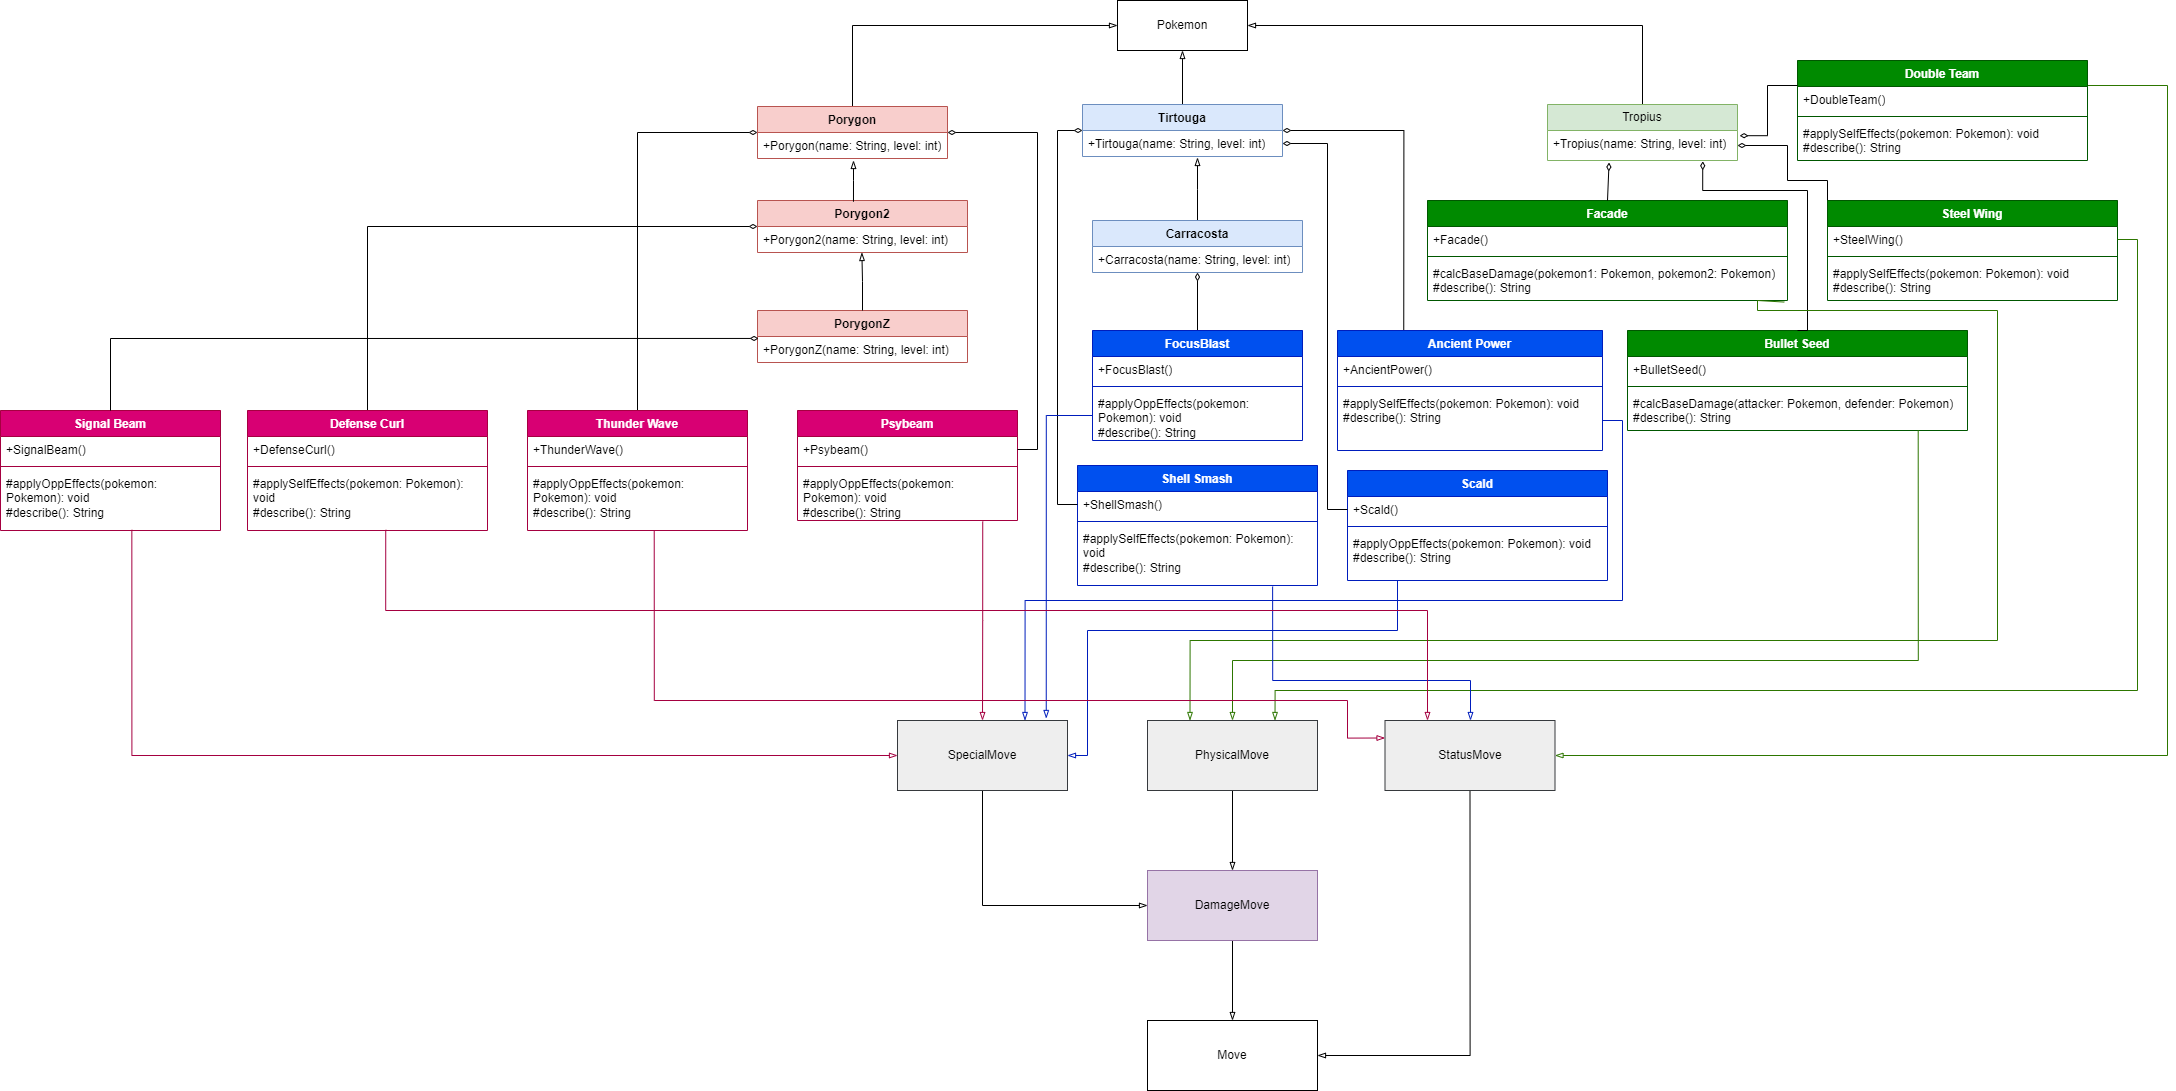 Pokemon
Double Team
+DoubleTeam()
#applySelfEffects(pokemon: Pokemon): void
#describe(): String
Porygon
+Porygon(name: String, level: int)
Tirtouga
+Tirtouga(name: String, level: int)
Tropius
+Tropius(name: String, level: int)
Porygon2
+Porygon2(name: String, level: int)
Carracosta
+Carracosta(name: String, level: int)
Facade
+Facade()
#calcBaseDamage(pokemon1: Pokemon, pokemon2: Pokemon)
#describe(): String
Steel Wing
+SteelWing()
#applySelfEffects(pokemon: Pokemon): void
#describe(): String
PorygonZ
+PorygonZ(name: String, level: int)
FocusBlast
+FocusBlast()
#applyOppEffects(pokemon:
Pokemon): void
#describe(): String
Ancient Power
+AncientPower()
#applySelfEffects(pokemon: Pokemon): void
#describe(): String
Bullet Seed
+BulletSeed()
#calcBaseDamage(attacker: Pokemon, defender: Pokemon)
#describe(): String
Signal Beam
+SignalBeam()
#applyOppEffects(pokemon:
Pokemon): void
#describe(): String
Defense Curl
+DefenseCurl()
#applySelfEffects(pokemon: Pokemon):
void
#describe(): String
Thunder Wave
+ThunderWave()
#applyOppEffects(pokemon:
Pokemon): void
#describe(): String
Psybeam
+Psybeam()
#applyOppEffects(pokemon:
Pokemon): void
#describe(): String
Shell Smash
+ShellSmash()
#applySelfEffects(pokemon: Pokemon):
void
#describe(): String
Scald
+Scald()
#applyOppEffects(pokemon: Pokemon): void
#describe(): String
SpecialMove
PhysicalMove
StatusMove
DamageMove
Move